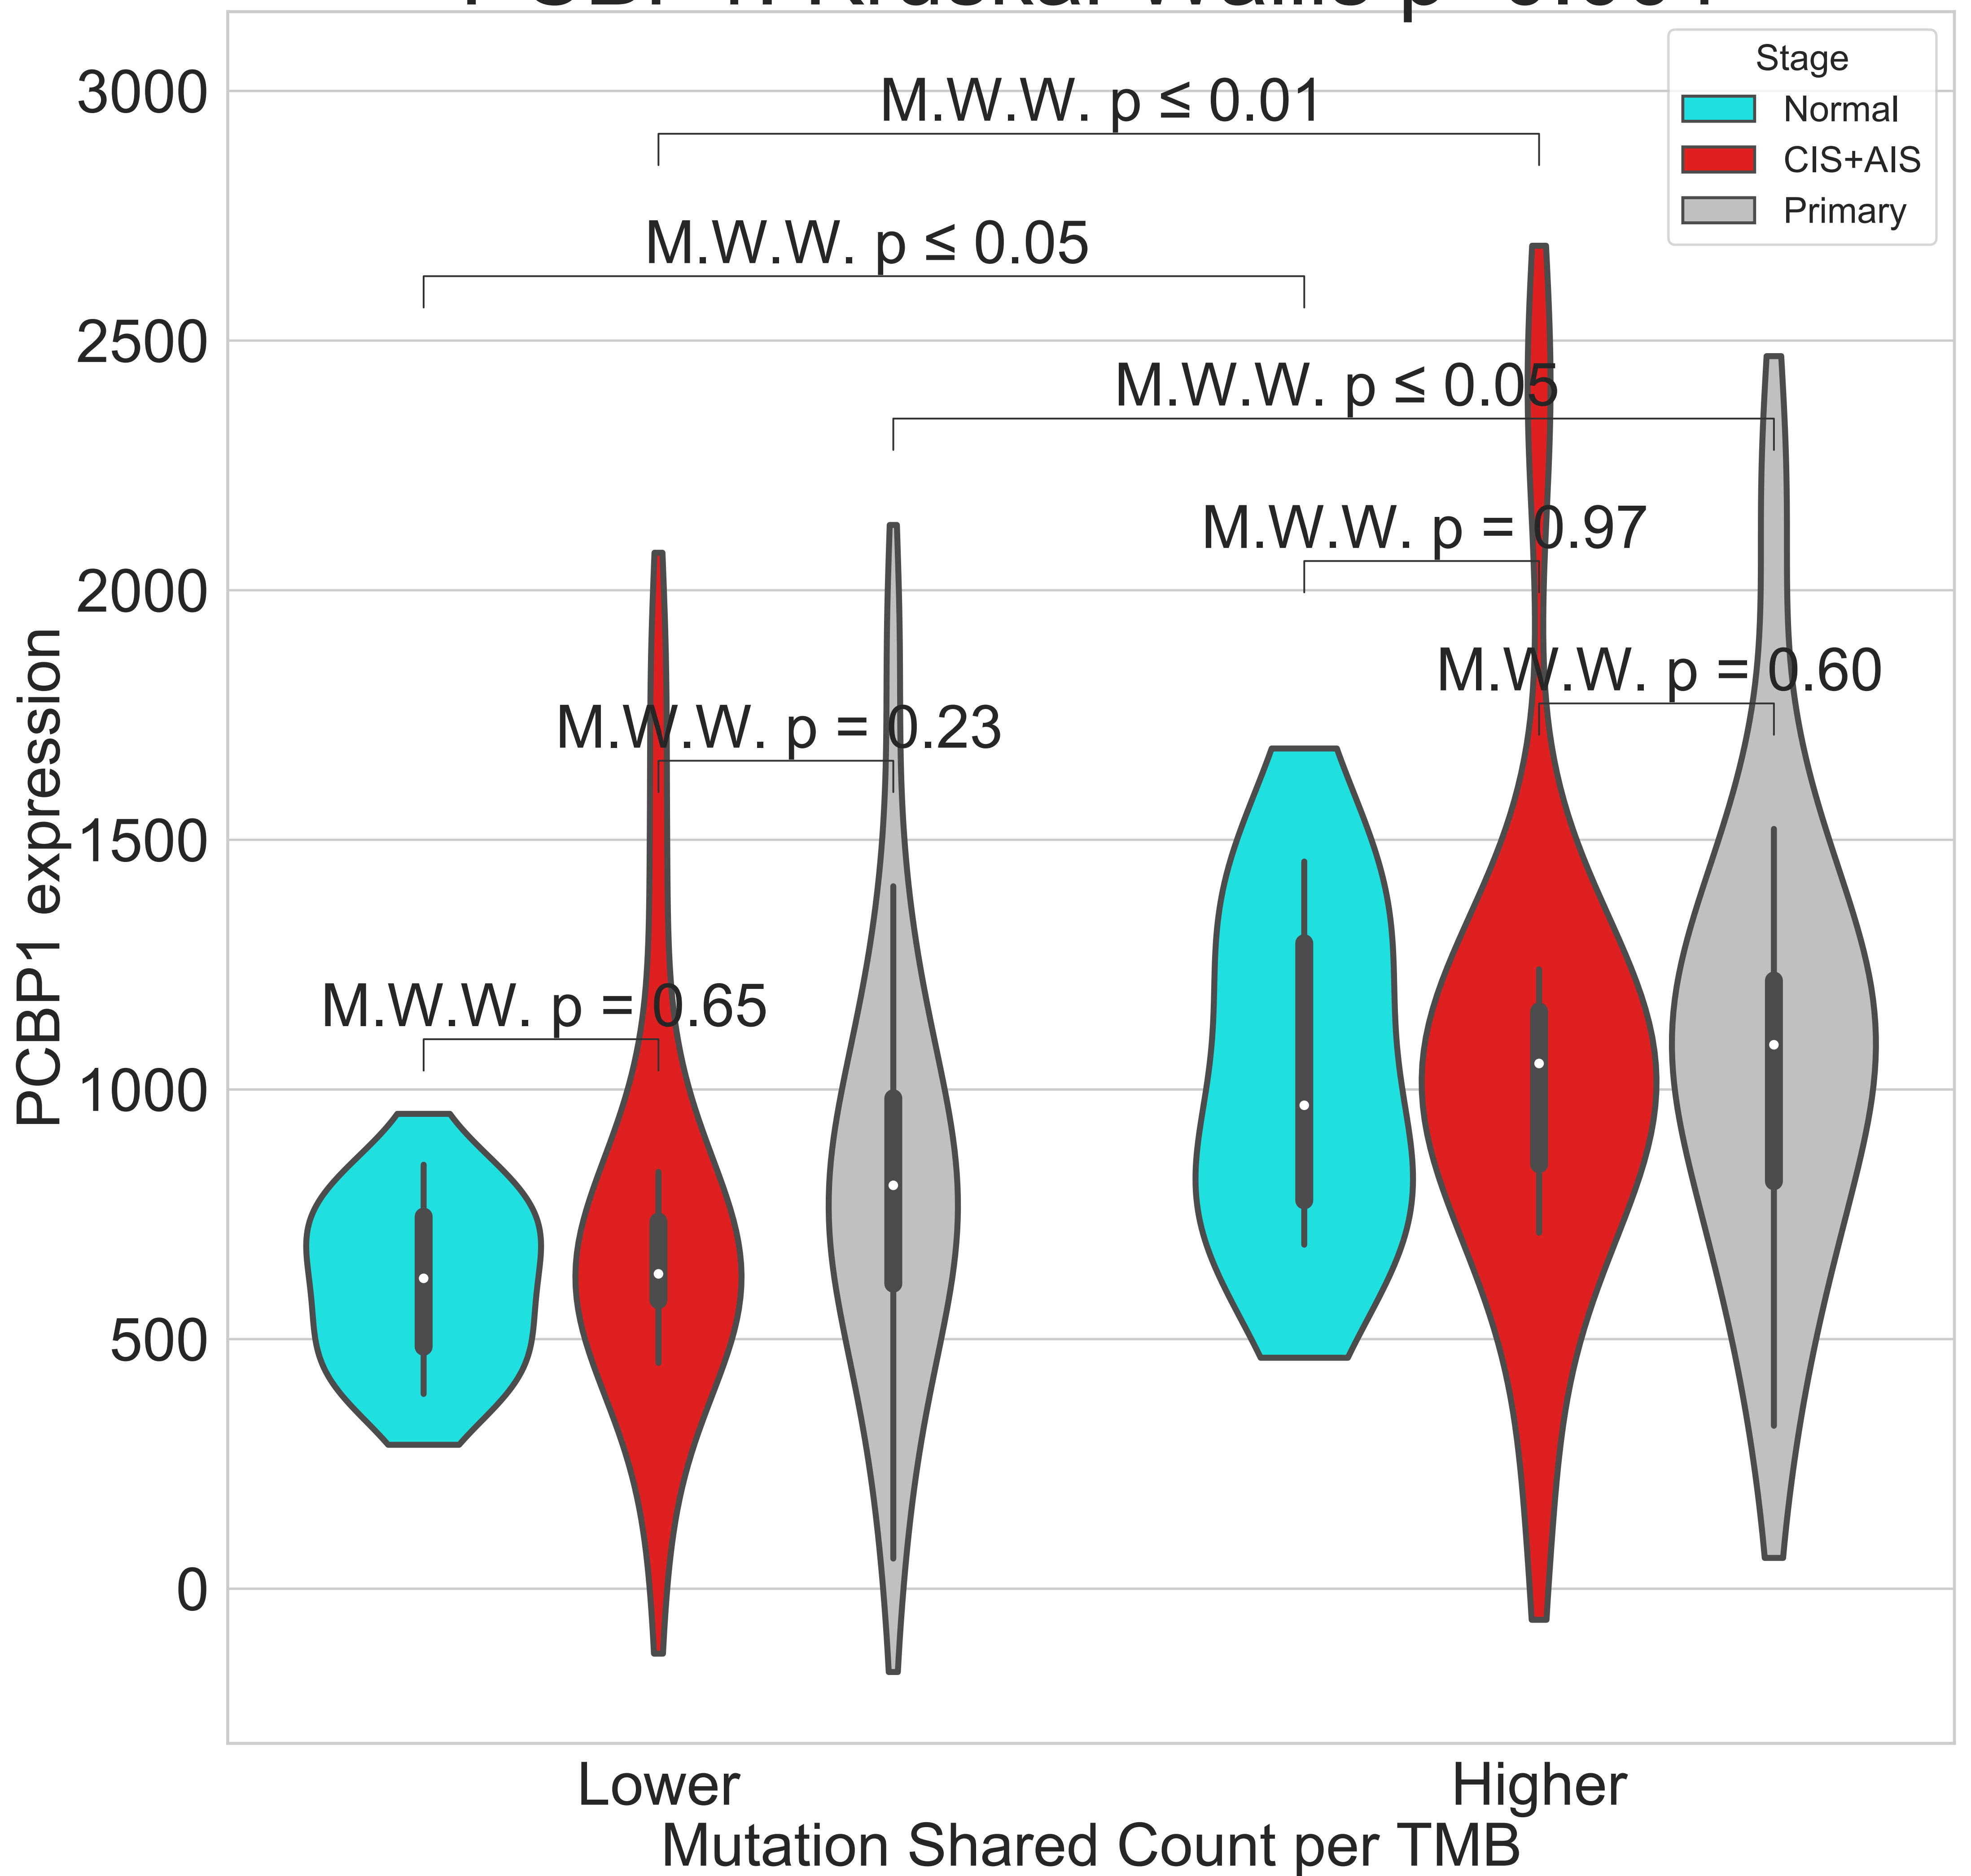 Stage
Normal
CIS+AIS
Primary
3000
2500
2000
1500
1000
500
0
PCBP1 expression
M.W.W. p ≤ 0.01
M.W.W. p ≤ 0.05
M.W.W. p ≤ 0.05
M.W.W. p = 0.97
M.W.W. p = 0.60
M.W.W. p = 0.23
M.W.W. p = 0.65
Lower
Higher
Mutation Shared Count per TMB